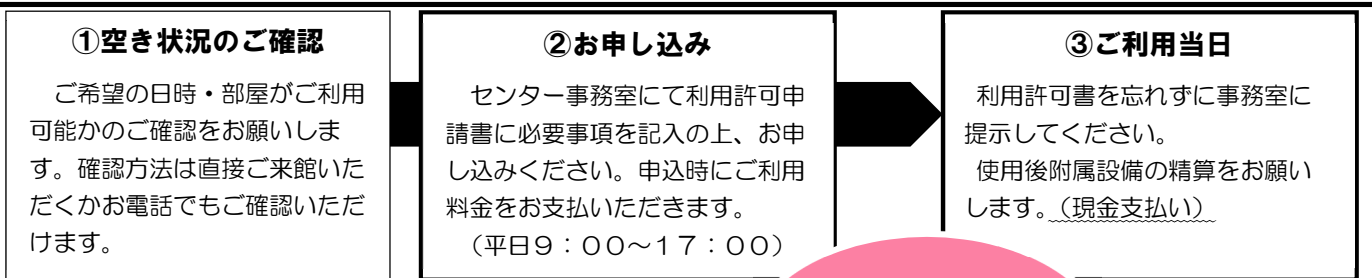 ①空き状況のご確認
ご希望の日時・部屋がご利用
可能かのご確認をお願いしま
す。確認方法は直接ご来館いた
だくかお電話でもご確認いただ
けます。
②お申し込み
センター事務室にて利用許可申
請書に必要事項を記入の上、お申
し込みください。申込時にご利用
料金をお支払いただきます。
（平日９：００～１７：００）
③ご利用当日
利用許可書を忘れずに事務室に
提示してください。
使用後附属設備の精算をお願い
します。（現金支払い）